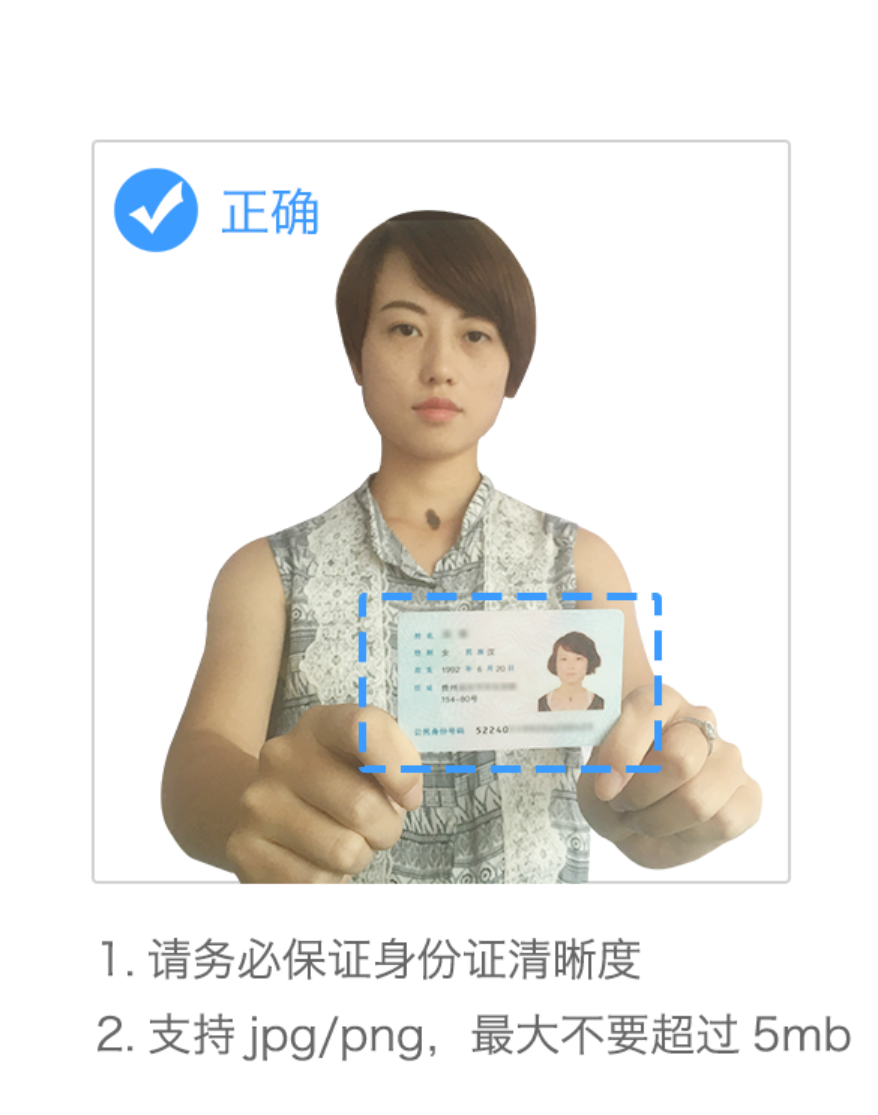 正确
姓名
性别 女 民族 汉
出生 1992 年 6 月 20 日
住址 贵州
154-80号
公民身份号码 52240
1. 请务必保证身份证清晰度
2. 支持 jpg/png，最大不要超过 5mb